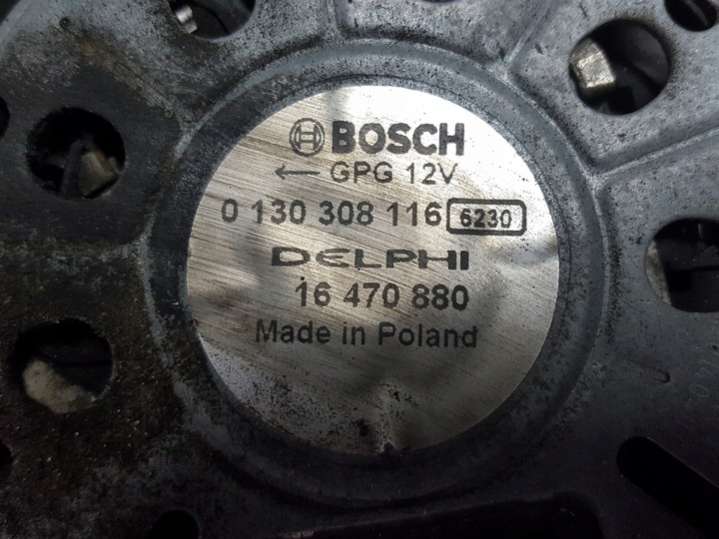 BOSCH
← GPG 12V
0 130 308 116 6230
DELPHI
16 470 880
Made in Poland